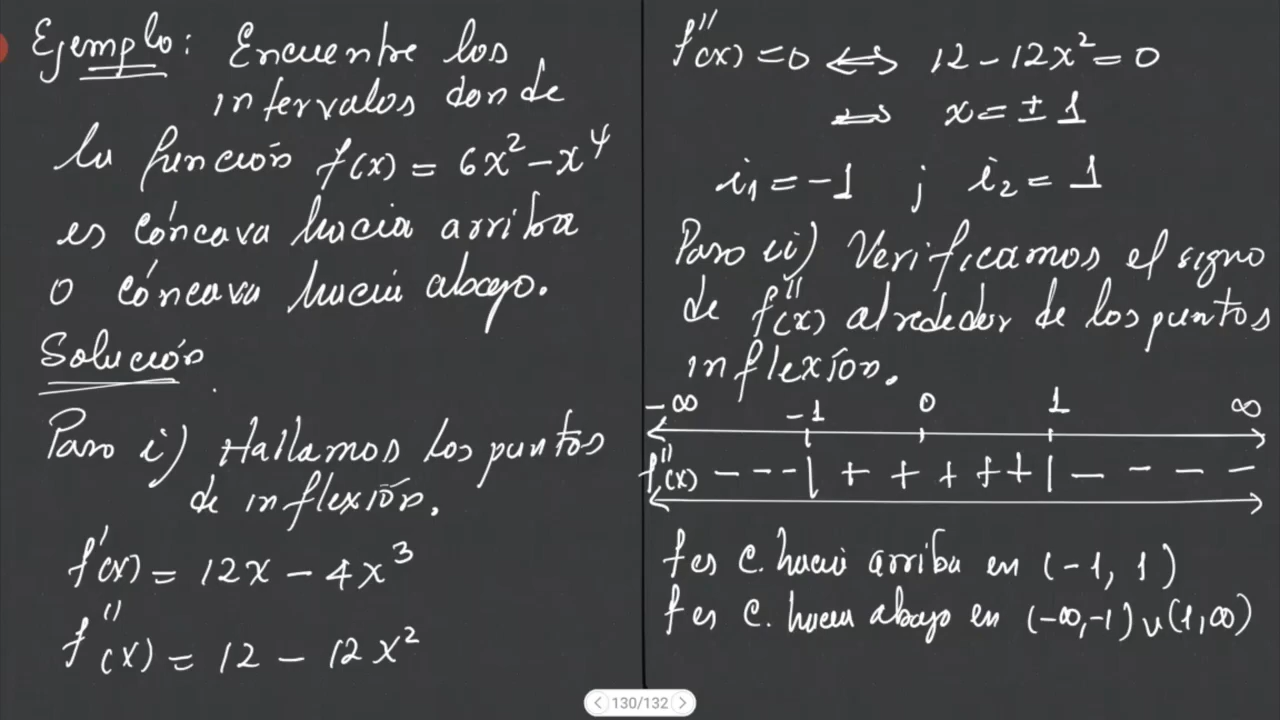 Ejemplo: Encuentre los
intervalos donde
la función f(x) = 6x² - x⁴
es cóncava hacia arriba
o cóncava hacia abajo.
Solución
Paso i) Hallamos los puntos
de inflexión.
f'(x) = 12x - 4x³
f''(x) = 12 - 12x²
f''(x) = 0 ⟺ 12 - 12x² = 0
⟺ x = ± 1
i₁ = -1 ; i₂ = 1
Paso ii) Verificamos el signo
de f''(x) alrededor de los puntos
inflexión.
-∞ -1 0 1 ∞
f''(x) - - - | + + + + + | - - - -
f es c. hacia arriba en (-1, 1)
f es c. hacia abajo en (-∞,-1) ∪ (1,∞)
< 130/132 >